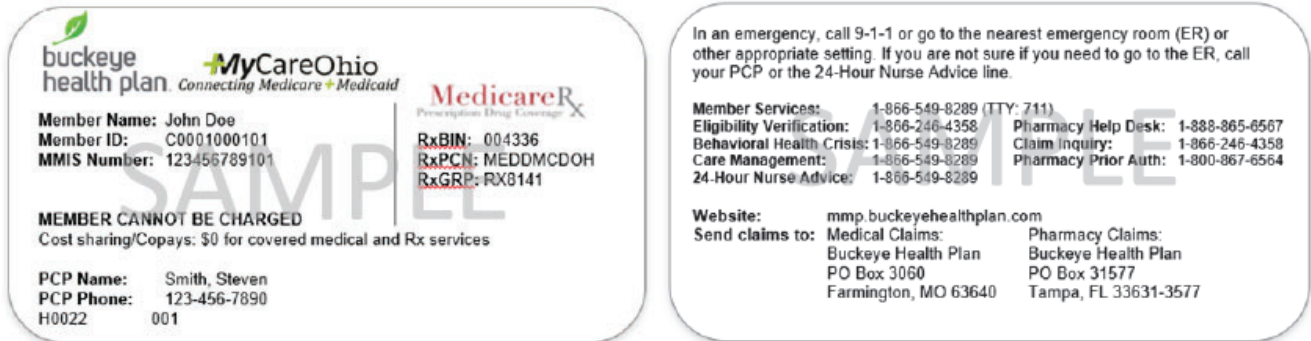 buckeye
health plan.
MyCareOhio
Connecting Medicare + Medicaid
Member Name: John Doe
Member ID: C0001000101
MMIS Number: 123456789101
MedicareRx
Prescription Drug Coverage
RxBIN: 004336
RxPCN: MEDDMCDOH
RxGRP: RX8141
SAMPLE
MEMBER CANNOT BE CHARGED
Cost sharing/Copays: $0 for covered medical and Rx services
PCP Name: Smith, Steven
PCP Phone: 123-456-7890
H0022 001
In an emergency, call 9-1-1 or go to the nearest emergency room (ER) or
other appropriate setting. If you are not sure if you need to go to the ER, call
your PCP or the 24-Hour Nurse Advice line.
Member Services: 1-866-549-8289 (TTY: 711)
Eligibility Verification: 1-866-246-4358 Pharmacy Help Desk: 1-888-865-6567
Behavioral Health Crisis: 1-866-549-8289 Claim Inquiry: 1-866-246-4358
Care Management: 1-866-549-8289 Pharmacy Prior Auth: 1-800-867-6564
24-Hour Nurse Advice: 1-866-549-8289
SAMPLE
Website: mmp.buckeyehealthplan.com
Send claims to: Medical Claims: Pharmacy Claims:
Buckeye Health Plan Buckeye Health Plan
PO Box 3060 PO Box 31577
Farmington, MO 63640 Tampa, FL 33631-3577